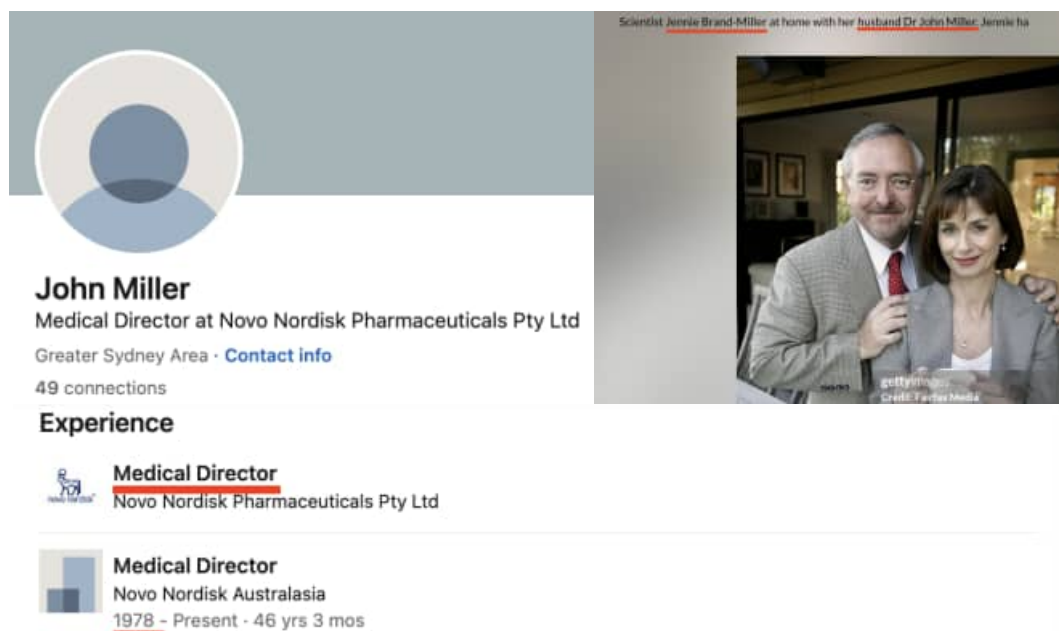 Scientist Jennie Brand-Miller at home with her husband Dr John Miller. Jennie ha
gettyimages
Credit: Fairfax Media
John Miller
Medical Director at Novo Nordisk Pharmaceuticals Pty Ltd
Greater Sydney Area · Contact info
49 connections
Experience
Medical Director
Novo Nordisk Pharmaceuticals Pty Ltd
novo nordisk
Medical Director
Novo Nordisk Australasia
1978 - Present · 46 yrs 3 mos